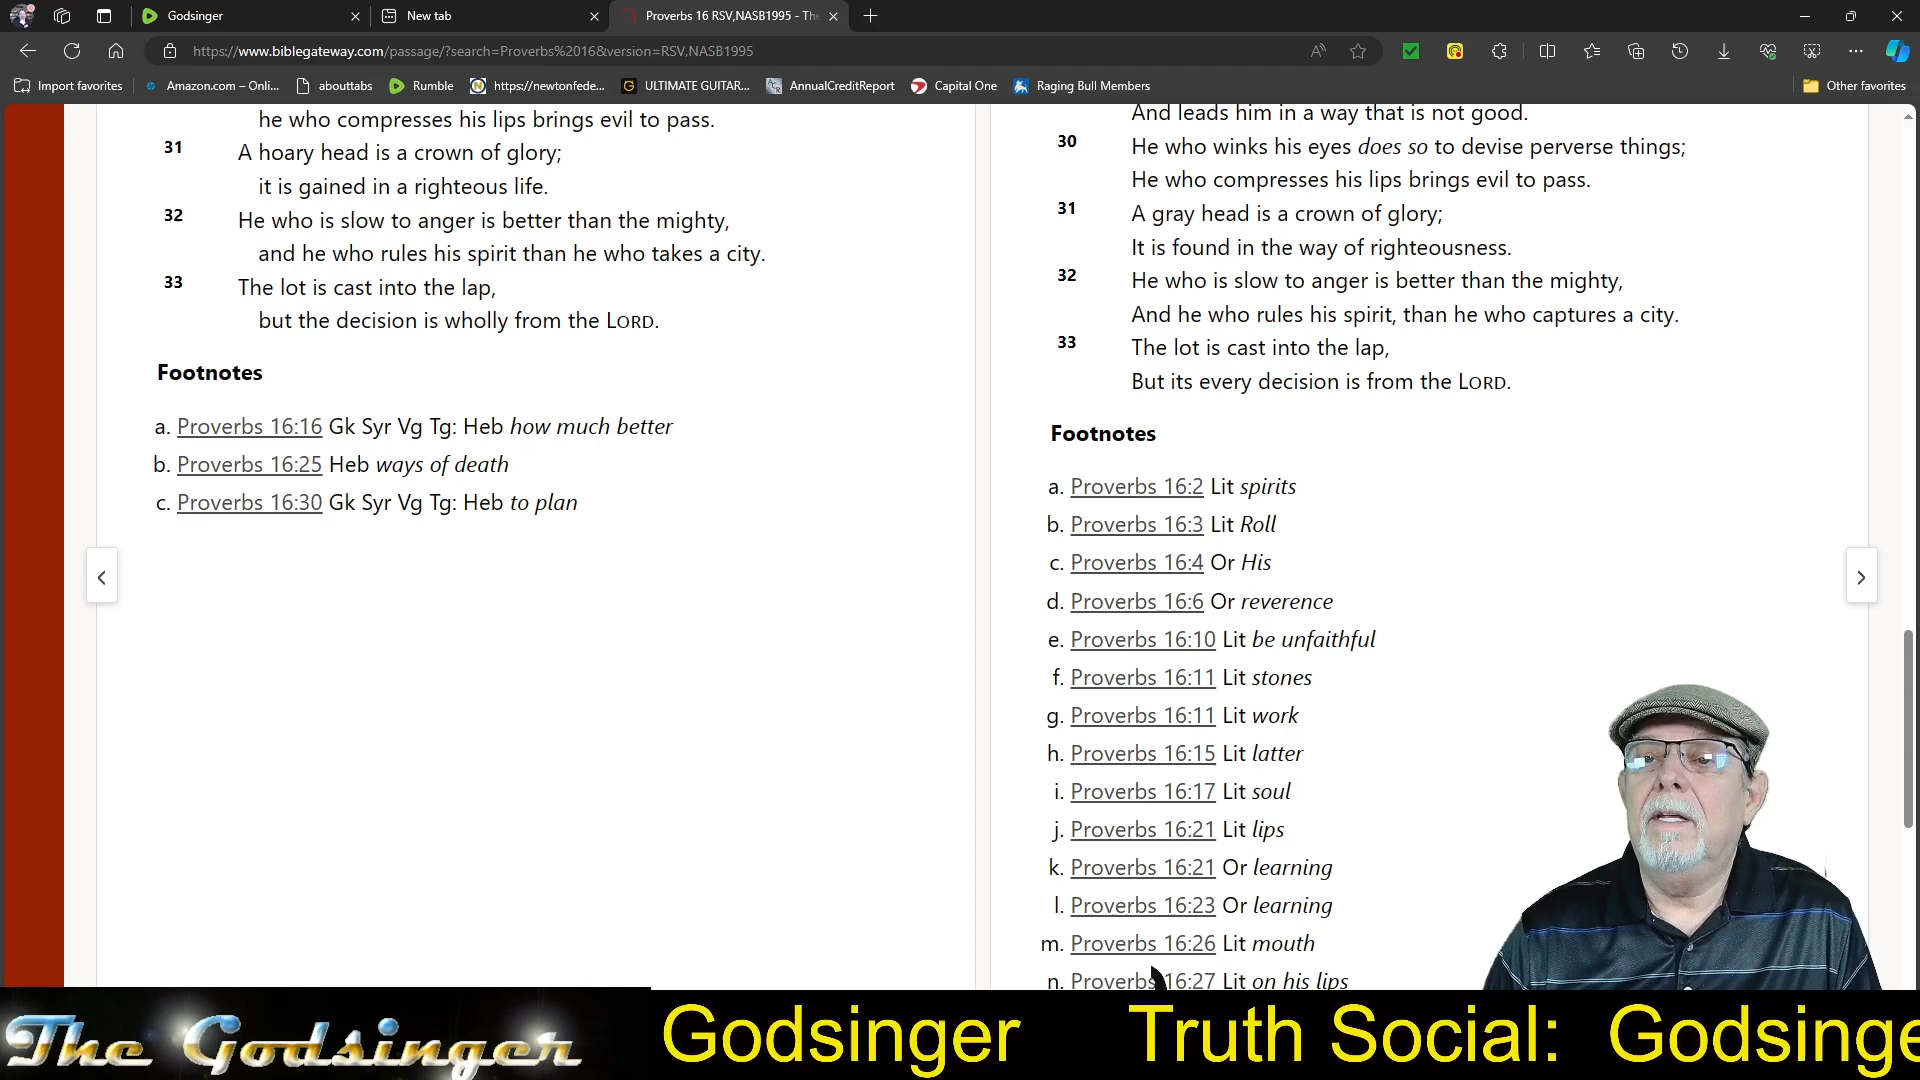 Godsinger
New tab
Proverbs 16 RSV,NASB1995 - The
https://www.biblegateway.com/passage/?search=Proverbs%2016&version=RSV,NASB1995
Import favorites
Amazon.com – Onli...
abouttabs
Rumble
https://newtonfede...
ULTIMATE GUITAR...
AnnualCreditReport
Capital One
Raging Bull Members
Other favorites
he who compresses his lips brings evil to pass.
31 A hoary head is a crown of glory;
it is gained in a righteous life.
32 He who is slow to anger is better than the mighty,
and he who rules his spirit than he who takes a city.
33 The lot is cast into the lap,
but the decision is wholly from the LORD.
Footnotes
a. Proverbs 16:16 Gk Syr Vg Tg: Heb how much better
b. Proverbs 16:25 Heb ways of death
c. Proverbs 16:30 Gk Syr Vg Tg: Heb to plan
And leads him in a way that is not good.
30 He who winks his eyes does so to devise perverse things;
He who compresses his lips brings evil to pass.
31 A gray head is a crown of glory;
It is found in the way of righteousness.
32 He who is slow to anger is better than the mighty,
And he who rules his spirit, than he who captures a city.
33 The lot is cast into the lap,
But its every decision is from the LORD.
Footnotes
a. Proverbs 16:2 Lit spirits
b. Proverbs 16:3 Lit Roll
c. Proverbs 16:4 Or His
d. Proverbs 16:6 Or reverence
e. Proverbs 16:10 Lit be unfaithful
f. Proverbs 16:11 Lit stones
g. Proverbs 16:11 Lit work
h. Proverbs 16:15 Lit latter
i. Proverbs 16:17 Lit soul
j. Proverbs 16:21 Lit lips
k. Proverbs 16:21 Or learning
l. Proverbs 16:23 Or learning
m. Proverbs 16:26 Lit mouth
n. Proverbs 16:27 Lit on his lips
The Godsinger
Godsinger Truth Social: Godsinge